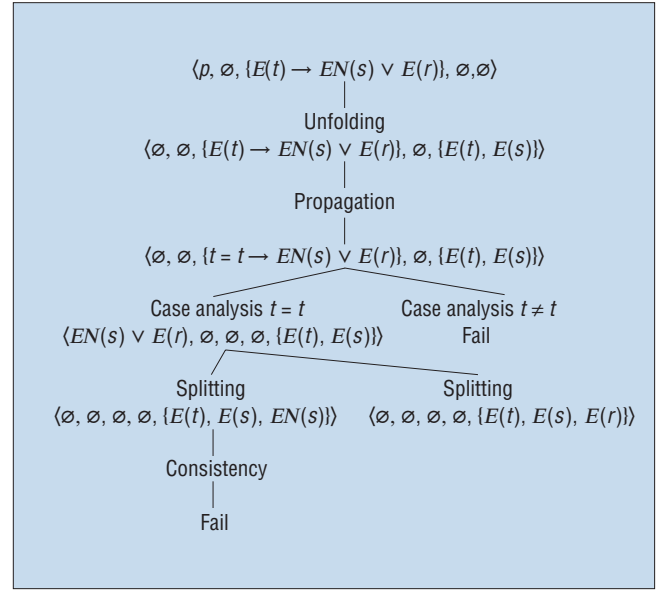 ⟨p, ∅, {E(t) → EN(s) ∨ E(r)}, ∅,∅⟩
Unfolding
⟨∅, ∅, {E(t) → EN(s) ∨ E(r)}, ∅, {E(t), E(s)}⟩
Propagation
⟨∅, ∅, {t = t → EN(s) ∨ E(r)}, ∅, {E(t), E(s)}⟩
Case analysis t = t Case analysis t ≠ t
⟨EN(s) ∨ E(r), ∅, ∅, ∅, {E(t), E(s)}⟩ Fail
Splitting Splitting
⟨∅, ∅, ∅, ∅, {E(t), E(s), EN(s)}⟩ ⟨∅, ∅, ∅, ∅, {E(t), E(s), E(r)}⟩
Consistency
Fail